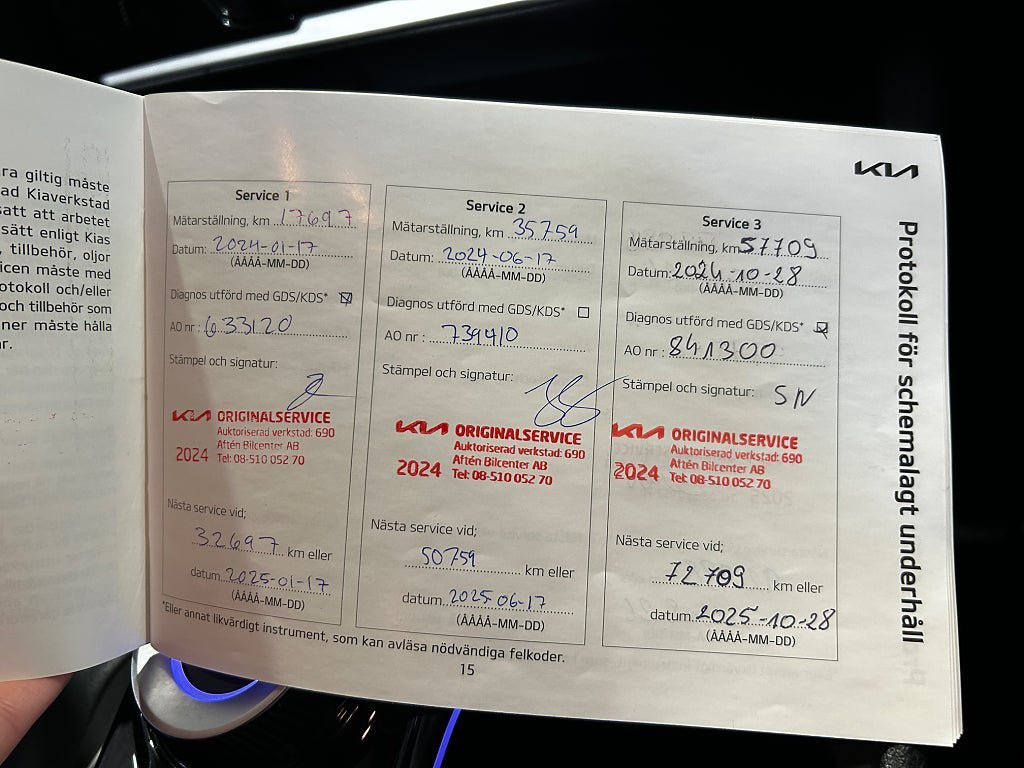 ra giltig måste
ad Kiaverkstad
satt att arbetet
sätt enligt Kias
, tillbehör, oljor
icen måste med
otokoll och/eller
och tillbehör som
ner måste hålla
r.
KIA
Protokoll för schemalagt underhåll
Service 1
Mätarställning, km 17697
Datum: 2024-01-17
(ÅÅÅÅ-MM-DD)
Diagnos utförd med GDS/KDS*
AO nr : 633120
Stämpel och signatur:
KIA ORIGINALSERVICE
Auktoriserad verkstad: 690
Aftén Bilcenter AB
2024 Tel: 08-510 052 70
Nästa service vid;
32697 km eller
datum 2025-01-17
(ÅÅÅÅ-MM-DD)
Service 2
Mätarställning, km 35759
Datum: 2024-06-17
(ÅÅÅÅ-MM-DD)
Diagnos utförd med GDS/KDS*
AO nr : 739410
Stämpel och signatur:
KIA ORIGINALSERVICE
Auktoriserad verkstad: 690
Aftén Bilcenter AB
2024 Tel: 08-510 052 70
Nästa service vid;
50759 km eller
datum 2025-06-17
(ÅÅÅÅ-MM-DD)
Service 3
Mätarställning, km 57709
Datum: 2024-10-28
(ÅÅÅÅ-MM-DD)
Diagnos utförd med GDS/KDS*
AO nr : 841300
Stämpel och signatur: SN
KIA ORIGINALSERVICE
Auktoriserad verkstad: 690
Aftén Bilcenter AB
2024 Tel: 08-510 052 70
Nästa service vid;
72709 km eller
datum 2025-10-28
(ÅÅÅÅ-MM-DD)
*Eller annat likvärdigt instrument, som kan avläsa nödvändiga felkoder.
15